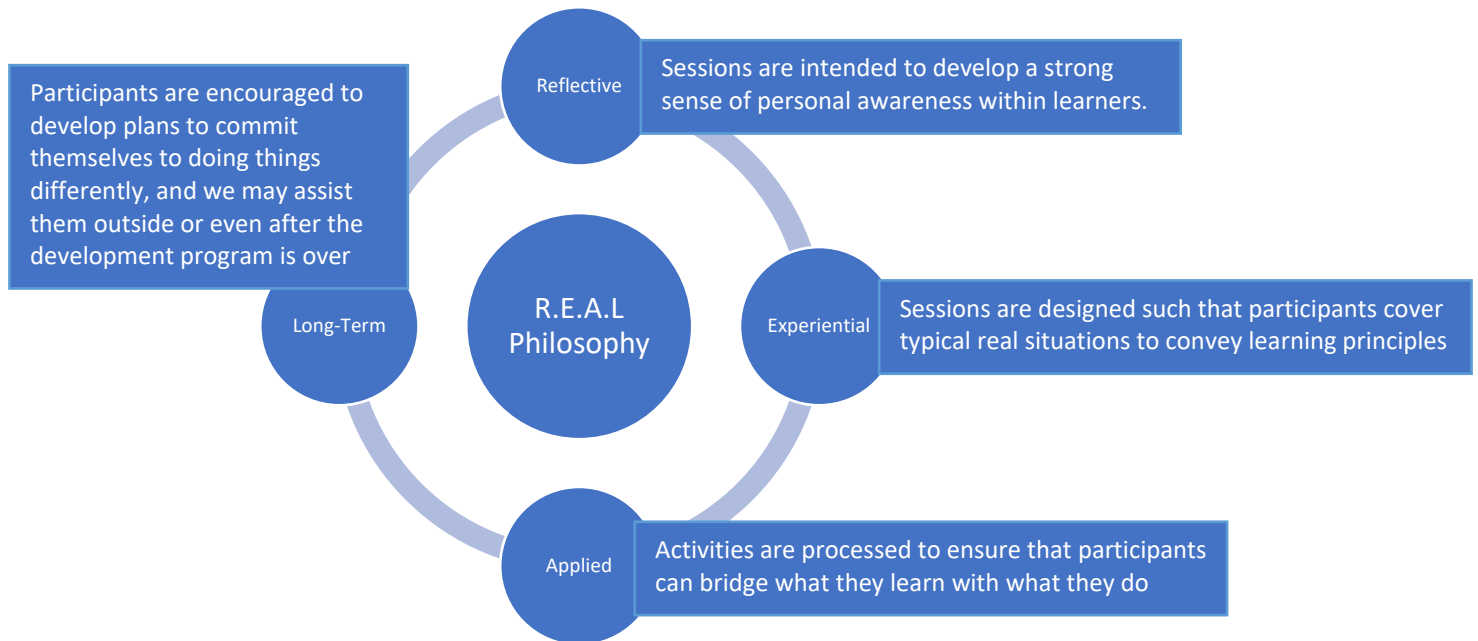 Reflective
Sessions are intended to develop a strong
sense of personal awareness within learners.
Participants are encouraged to
develop plans to commit
themselves to doing things
differently, and we may assist
them outside or even after the
development program is over
Long-Term
R.E.A.L
Philosophy
Experiential
Sessions are designed such that participants cover
typical real situations to convey learning principles
Applied
Activities are processed to ensure that participants
can bridge what they learn with what they do